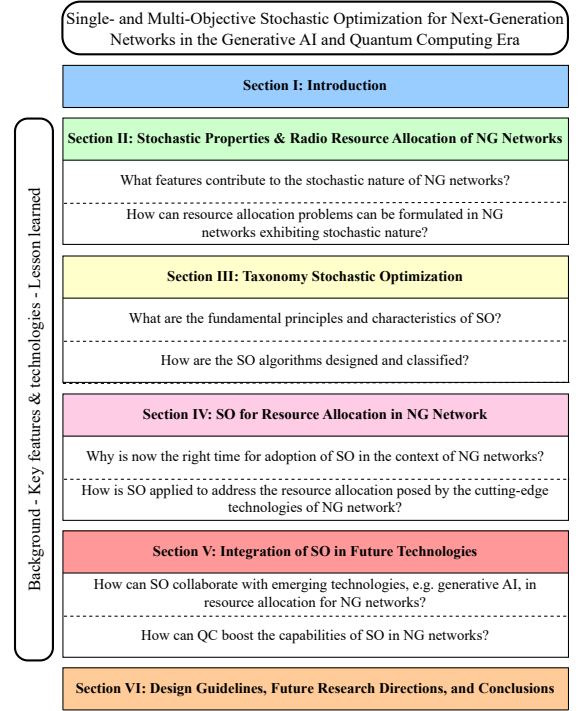 Single- and Multi-Objective Stochastic Optimization for Next-Generation
Networks in the Generative AI and Quantum Computing Era
Section I: Introduction
Background - Key features & technologies - Lesson learned
Section II: Stochastic Properties & Radio Resource Allocation of NG Networks
What features contribute to the stochastic nature of NG networks?
How can resource allocation problems can be formulated in NG
networks exhibiting stochastic nature?
Section III: Taxonomy Stochastic Optimization
What are the fundamental principles and characteristics of SO?
How are the SO algorithms designed and classified?
Section IV: SO for Resource Allocation in NG Network
Why is now the right time for adoption of SO in the context of NG networks?
How is SO applied to address the resource allocation posed by the cutting-edge
technologies of NG network?
Section V: Integration of SO in Future Technologies
How can SO collaborate with emerging technologies, e.g. generative AI, in
resource allocation for NG networks?
How can QC boost the capabilities of SO in NG networks?
Section VI: Design Guidelines, Future Research Directions, and Conclusions